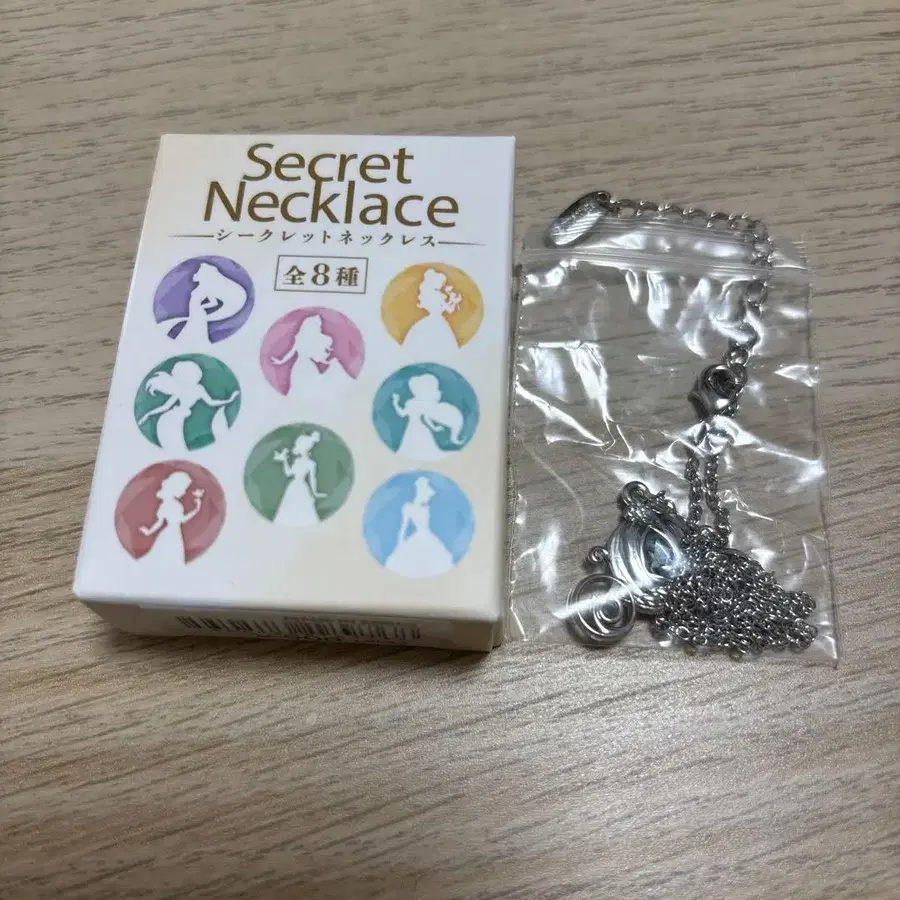 Secret
Necklace
シークレットネックレス
全8種